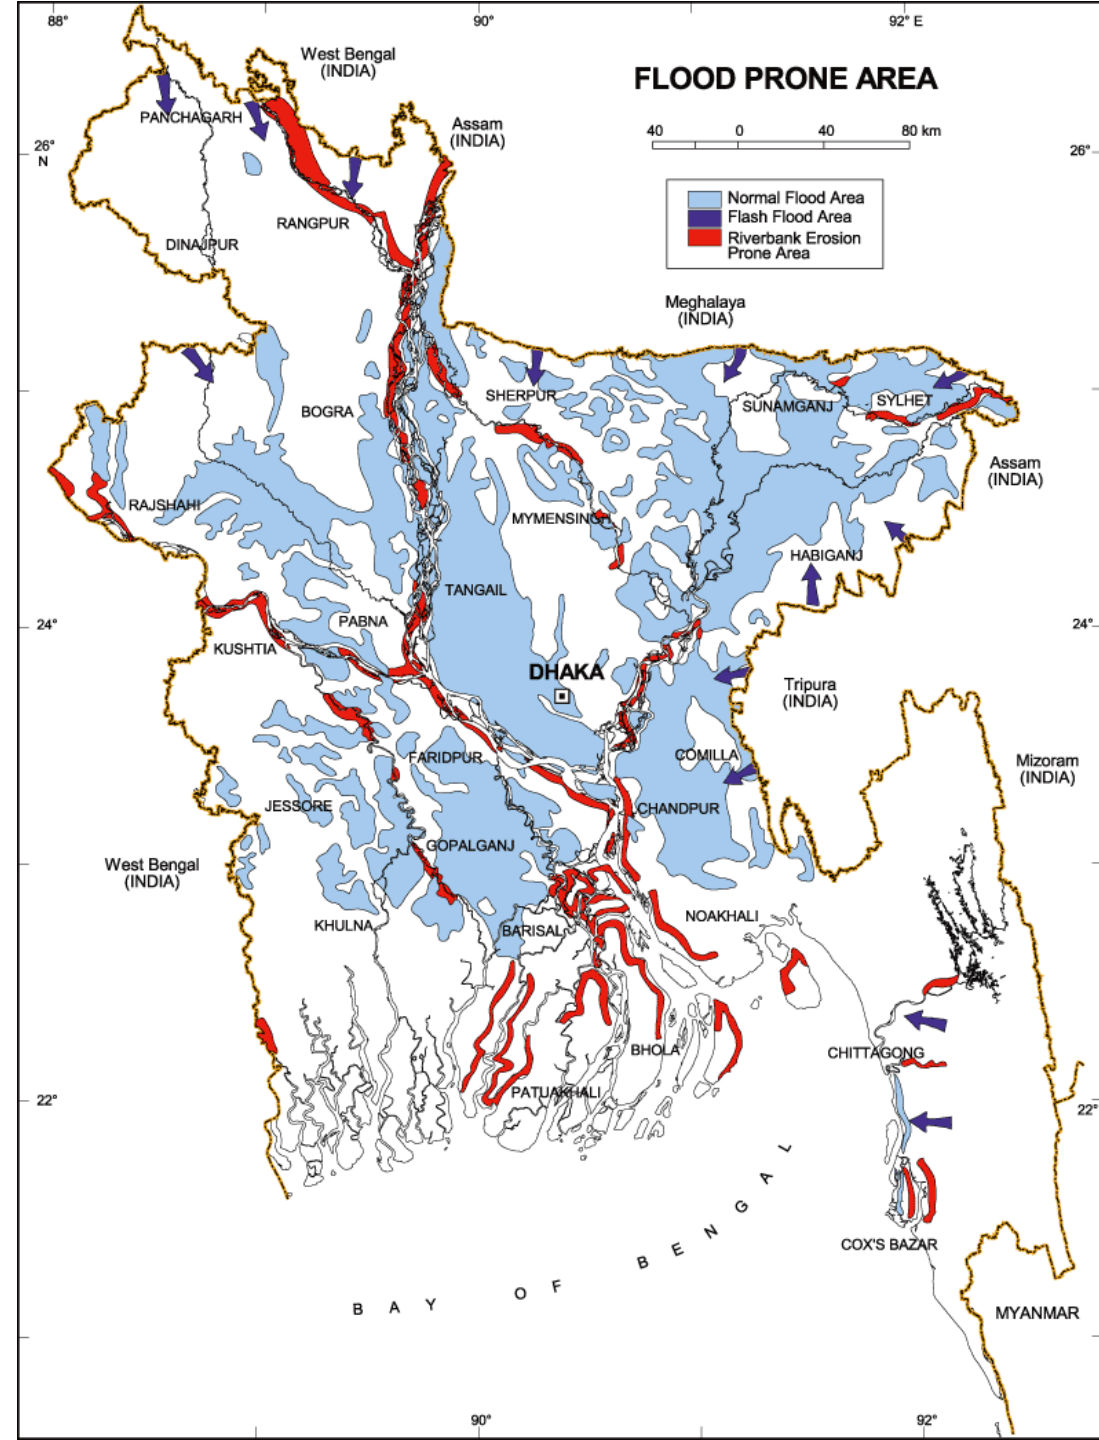 88°
90°
92° E
West Bengal
(INDIA)
FLOOD PRONE AREA
PANCHAGARH
Assam
(INDIA)
40
0
40
80 km
26°
N
26°
Normal Flood Area
Flash Flood Area
Riverbank Erosion
Prone Area
RANGPUR
DINAJPUR
Meghalaya
(INDIA)
SHERPUR
SUNAMGANJ
SYLHET
BOGRA
Assam
(INDIA)
RAJSHAHI
MYMENSINGH
HABIGANJ
TANGAIL
PABNA
24°
24°
KUSHTIA
DHAKA
Tripura
(INDIA)
COMILLA
FARIDPUR
Mizoram
(INDIA)
JESSORE
CHANDPUR
GOPALGANJ
West Bengal
(INDIA)
KHULNA
BARISAL
NOAKHALI
BHOLA
CHITTAGONG
PATUAKHALI
22°
22°
COX'S BAZAR
BAY OF BENGAL
MYANMAR
90°
92°